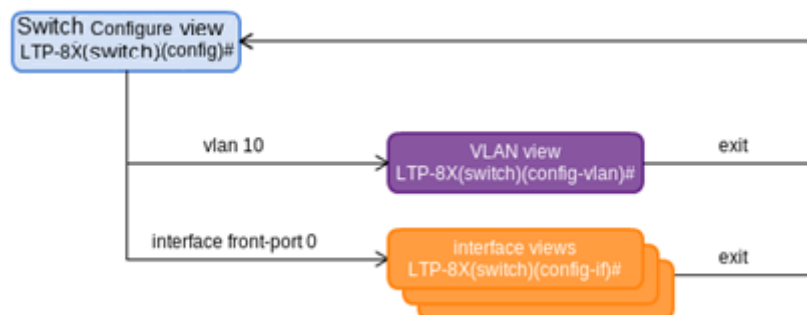 Switch Configure view
LTP-8X(switch)(config)#
vlan 10
VLAN view
LTP-8X(switch)(config-vlan)#
exit
interface front-port 0
interface views
LTP-8X(switch)(config-if)#
exit